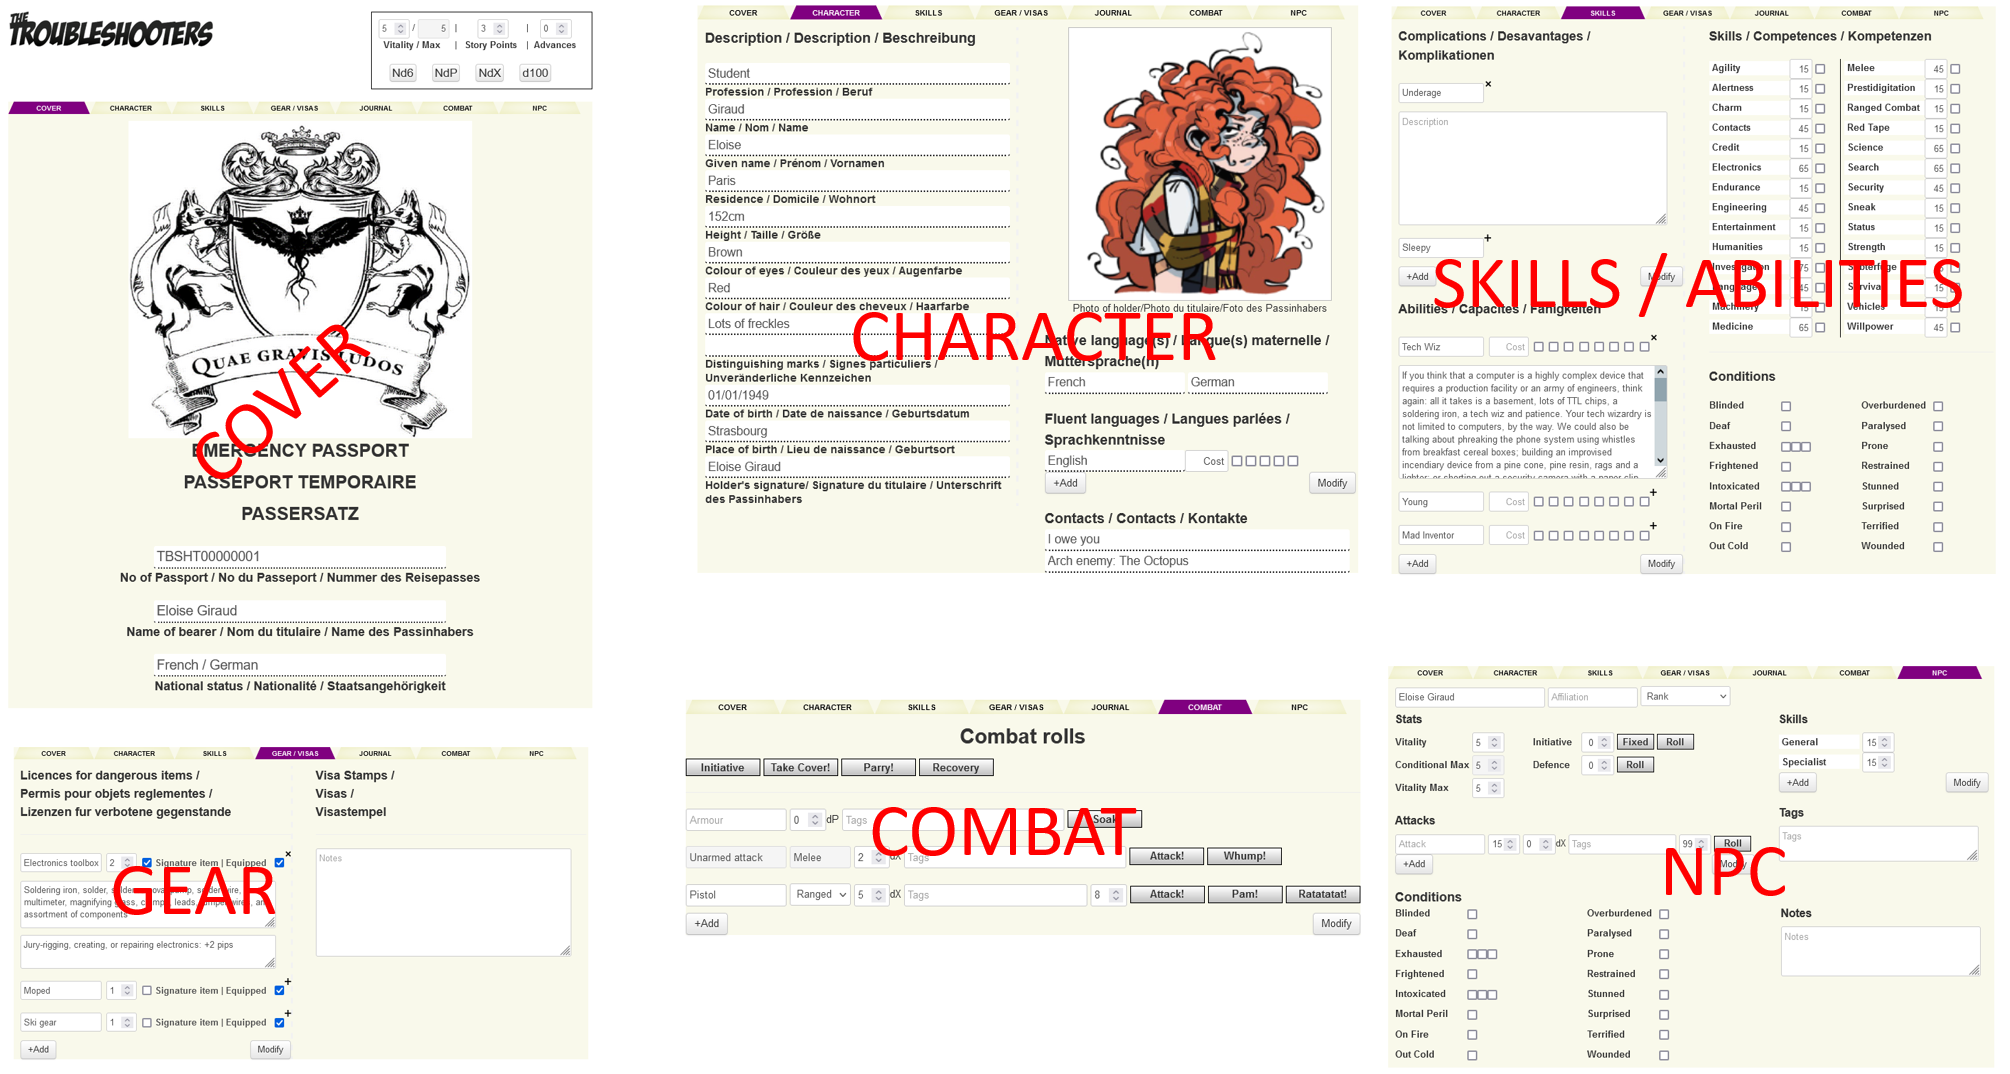 THE
TROUBLESHOOTERS
5 / 5 | 3 | 0
Vitality / Max | Story Points | Advances
Nd6 NdP NdX d100
COVER CHARACTER SKILLS GEAR / VISAS JOURNAL COMBAT NPC
QUAE GRAVIS LUDOS
COVER
EMERGENCY PASSPORT
PASSEPORT TEMPORAIRE
PASSERSATZ
TBSHT00000001
No of Passport / No du Passeport / Nummer des Reisepasses
Eloise Giraud
Name of bearer / Nom du titulaire / Name des Passinhabers
French / German
National status / Nationalité / Staatsangehörigkeit
COVER CHARACTER SKILLS GEAR / VISAS JOURNAL COMBAT NPC
Description / Description / Beschreibung
Student
Profession / Profession / Beruf
Giraud
Name / Nom / Name
Eloise
Given name / Prénom / Vornamen
Paris
Residence / Domicile / Wohnort
152cm
Height / Taille / Größe
Brown
Colour of eyes / Couleur des yeux / Augenfarbe
Red
Colour of hair / Couleur des cheveux / Haarfarbe
Lots of freckles
Distinguishing marks / Signes particuliers /
Unveränderliche Kennzeichen
01/01/1949
Date of birth / Date de naissance / Geburtsdatum
Strasbourg
Place of birth / Lieu de naissance / Geburtsort
Eloise Giraud
Holder's signature/ Signature du titulaire / Unterschrift
des Passinhabers
Photo of holder/Photo du titulaire/Foto des Passinhabers
CHARACTER
Native language(s) / Langue(s) maternelle /
Muttersprache(n)
French German
Fluent languages / Langues parlées /
Sprachkenntnisse
English Cost
+Add Modify
Contacts / Contacts / Kontakte
I owe you
Arch enemy: The Octopus
COVER CHARACTER SKILLS GEAR / VISAS JOURNAL COMBAT NPC
Complications / Desavantages /
Komplikationen
Underage ×
Description
Sleepy +
+Add Modify
SKILLS / ABILITIES
Abilities / Capacites / Fahigkeiten
Tech Wiz Cost ×
If you think that a computer is a highly complex device that
requires a production facility or an army of engineers, think
again: all it takes is a basement, lots of TTL chips, a
soldering iron, a tech wiz and patience. Your tech wizardry is
not limited to computers, by the way. We could also be
talking about phreaking the phone system using whistles
from breakfast cereal boxes; building an improvised
incendiary device from a pine cone, pine resin, rags and a
lighter; or shorting out a security camera with a paper clip
Young Cost +
Mad Inventor Cost +
+Add Modify
Skills / Competences / Kompetenzen
Agility 15 Melee 45
Alertness 15 Prestidigitation 15
Charm 15 Ranged Combat 15
Contacts 45 Red Tape 15
Credit 15 Science 65
Electronics 65 Search 65
Endurance 15 Security 45
Engineering 45 Sneak 15
Entertainment 15 Status 15
Humanities 15 Strength 15
Investigation 75 Subterfuge
Languages 45 Survival
Machinery 15 Vehicles 15
Medicine 65 Willpower 45
Conditions
Blinded Overburdened
Deaf Paralysed
Exhausted Prone
Frightened Restrained
Intoxicated Stunned
Mortal Peril Surprised
On Fire Terrified
Out Cold Wounded
COVER CHARACTER SKILLS GEAR / VISAS JOURNAL COMBAT NPC
Licences for dangerous items /
Permis pour objets reglementes /
Lizenzen fur verbotene gegenstande
Electronics toolbox 2 Signature item | Equipped ×
Soldering iron, solder, solder
multimeter, magnifying glass, leads,
assortment of components
GEAR
Jury-rigging, creating, or repairing electronics: +2 pips
Moped 1 Signature item | Equipped +
Ski gear 1 Signature item | Equipped +
+Add Modify
Visa Stamps /
Visas /
Visastempel
Notes
COVER CHARACTER SKILLS GEAR / VISAS JOURNAL COMBAT NPC
Combat rolls
Initiative Take Cover! Parry! Recovery
Armour 0 dP Tags Soak
COMBAT
Unarmed attack Melee 2 dX Tags Attack! Whump!
Pistol Ranged 5 dX Tags 8 Attack! Pam! Ratatatat!
+Add Modify
COVER CHARACTER SKILLS GEAR / VISAS JOURNAL COMBAT NPC
Eloise Giraud Affiliation Rank
Stats
Vitality 5 Initiative 0 Fixed Roll
Conditional Max 5 Defence 0 Roll
Vitality Max 5
Attacks
Attack 15 0 dX Tags 99 Roll
+Add Modify
NPC
Conditions
Blinded Overburdened
Deaf Paralysed
Exhausted Prone
Frightened Restrained
Intoxicated Stunned
Mortal Peril Surprised
On Fire Terrified
Out Cold Wounded
Skills
General 15
Specialist 15
+Add Modify
Tags
Tags
Notes
Notes